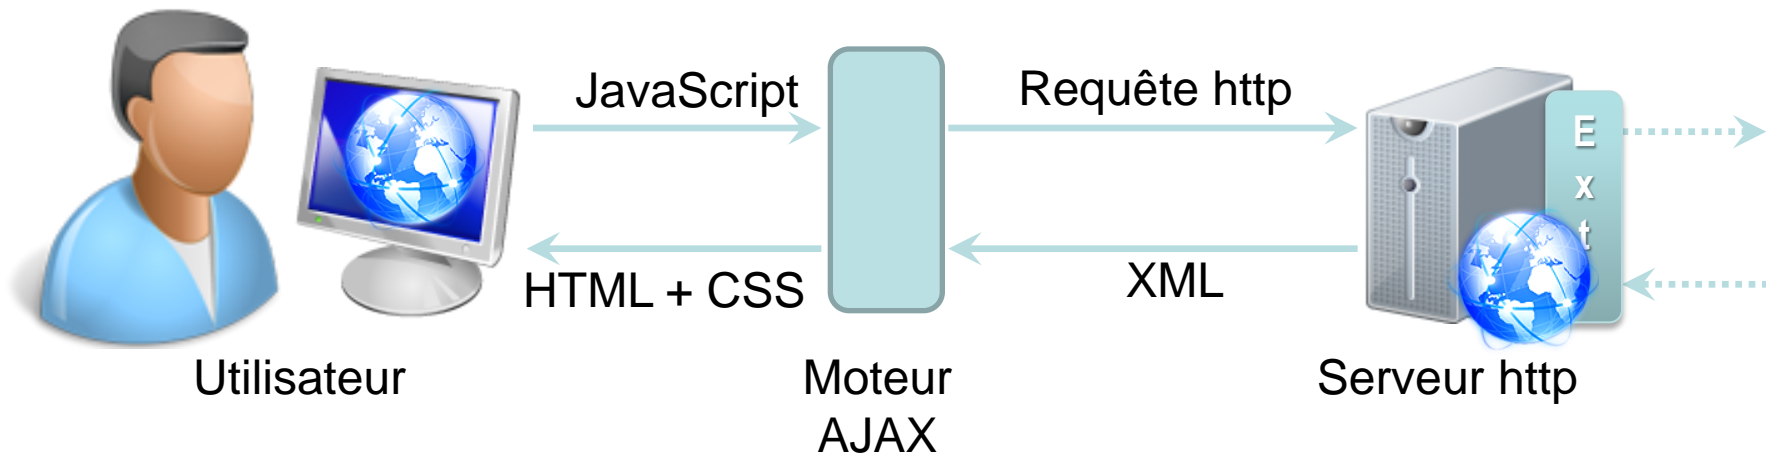 JavaScript
Requête http
E
x
t
HTML + CSS
XML
Utilisateur
Moteur
AJAX
Serveur http